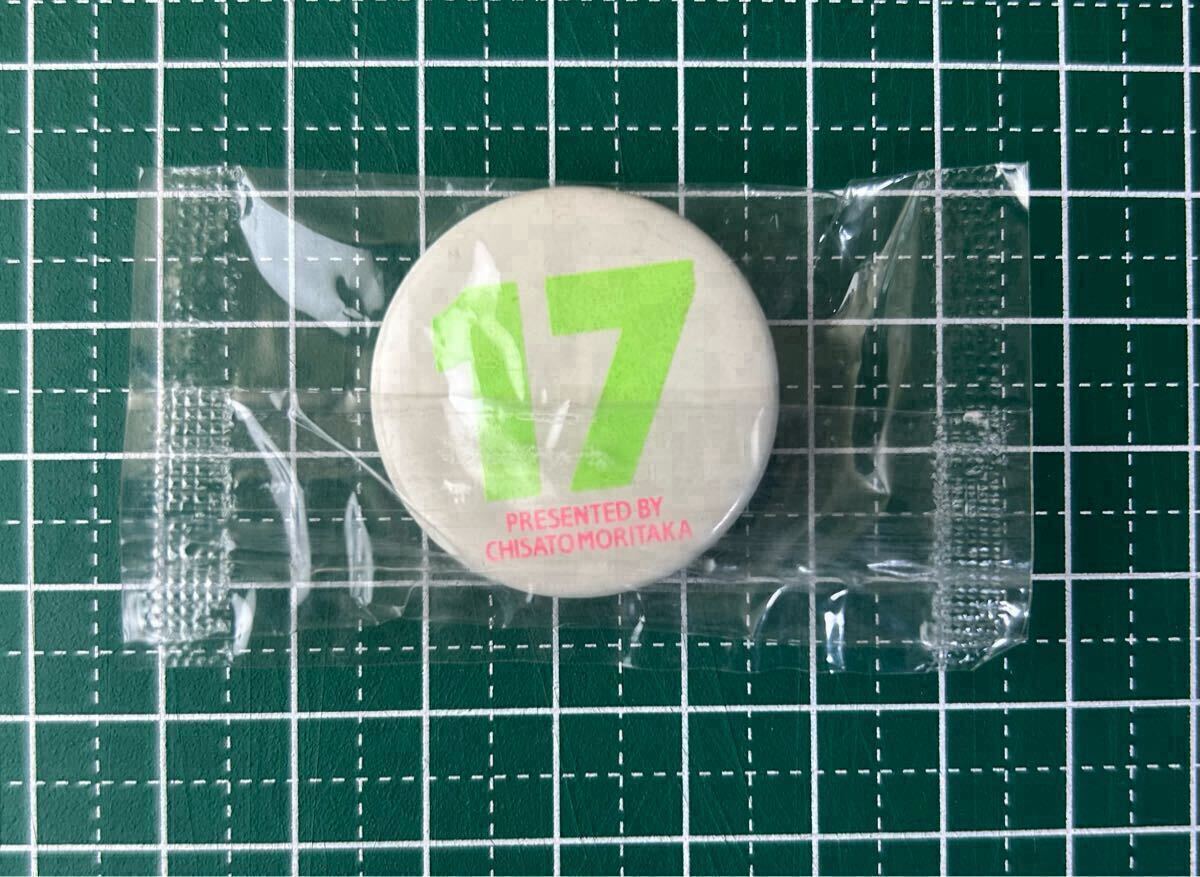 17
PRESENTED BY
CHISATO MORITAKA